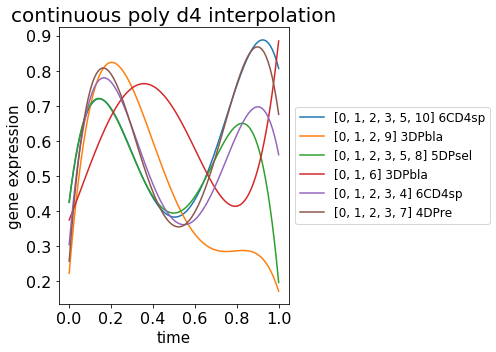 continuous poly d4 interpolation
gene expression
0.9
0.8
0.7
0.6
0.5
0.4
0.3
0.2
0.0 0.2 0.4 0.6 0.8 1.0
time
[0, 1, 2, 3, 5, 10] 6CD4sp
[0, 1, 2, 9] 3DPbla
[0, 1, 2, 3, 5, 8] 5DPsel
[0, 1, 6] 3DPbla
[0, 1, 2, 3, 4] 6CD4sp
[0, 1, 2, 3, 7] 4DPre